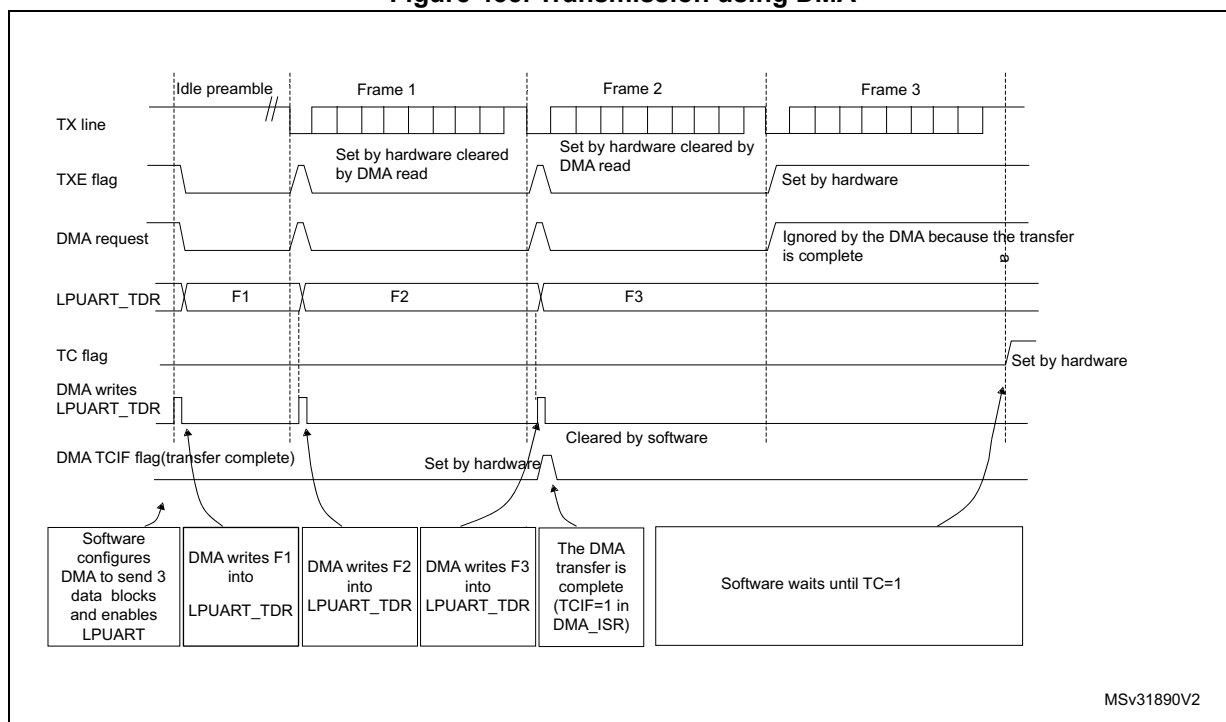 Idle preamble
Frame 1
Frame 2
Frame 3
TX line
Set by hardware cleared
by DMA read
Set by hardware cleared by
DMA read
TXE flag
Set by hardware
DMA request
Ignored by the DMA because the transfer
is complete
a
LPUART_TDR
F1
F2
F3
TC flag
Set by hardware
DMA writes
LPUART_TDR
Cleared by software
DMA TCIF flag(transfer complete)
Set by hardware
Software
configures
DMA to send 3
data blocks
and enables
LPUART
DMA writes F1
into
LPUART_TDR
DMA writes F2
into
LPUART_TDR
DMA writes F3
into
LPUART_TDR
The DMA
transfer is
complete
(TCIF=1 in
DMA_ISR)
Software waits until TC=1
MSv31890V2